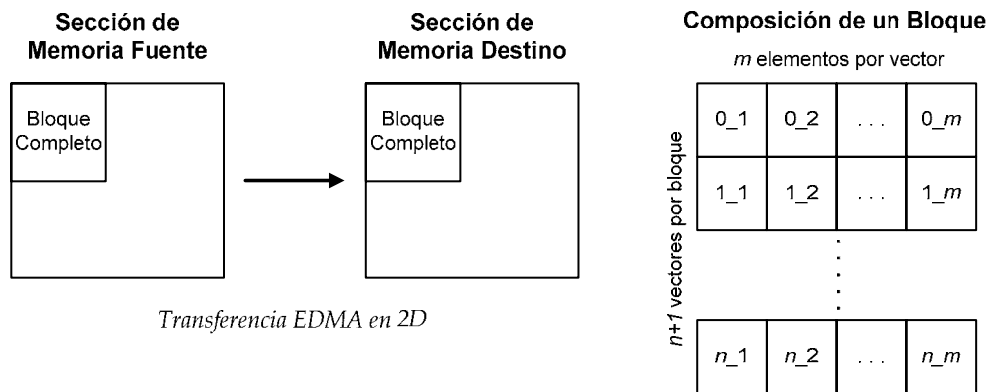 Sección de
Memoria Fuente
Bloque
Completo
Sección de
Memoria Destino
Bloque
Completo
Transferencia EDMA en 2D
Composición de un Bloque
m elementos por vector
n+1 vectores por bloque
0_1 0_2 . . . 0_m
1_1 1_2 . . . 1_m
n_1 n_2 . . . n_m